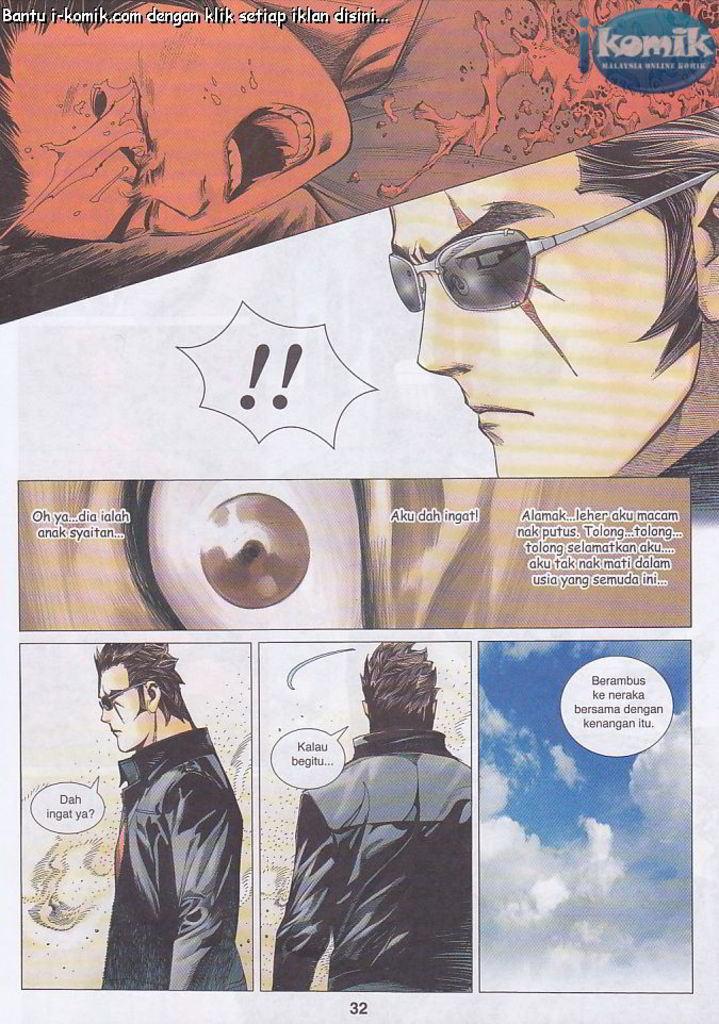 Bantu i-komik.com dengan klik setiap iklan disini...
ikomik
MALAYSIA ONLINE KOMIK
!!
Oh ya...dia ialah
anak syaitan...
Aku dah ingat!
Alamak...leher aku macam
nak putus. Tolong...tolong...
tolong selamatkan aku....
aku tak nak mati dalam
usia yang semuda ini...
Dah
ingat ya?
Kalau
begitu...
Berambus
ke neraka
bersama dengan
kenangan itu.
32